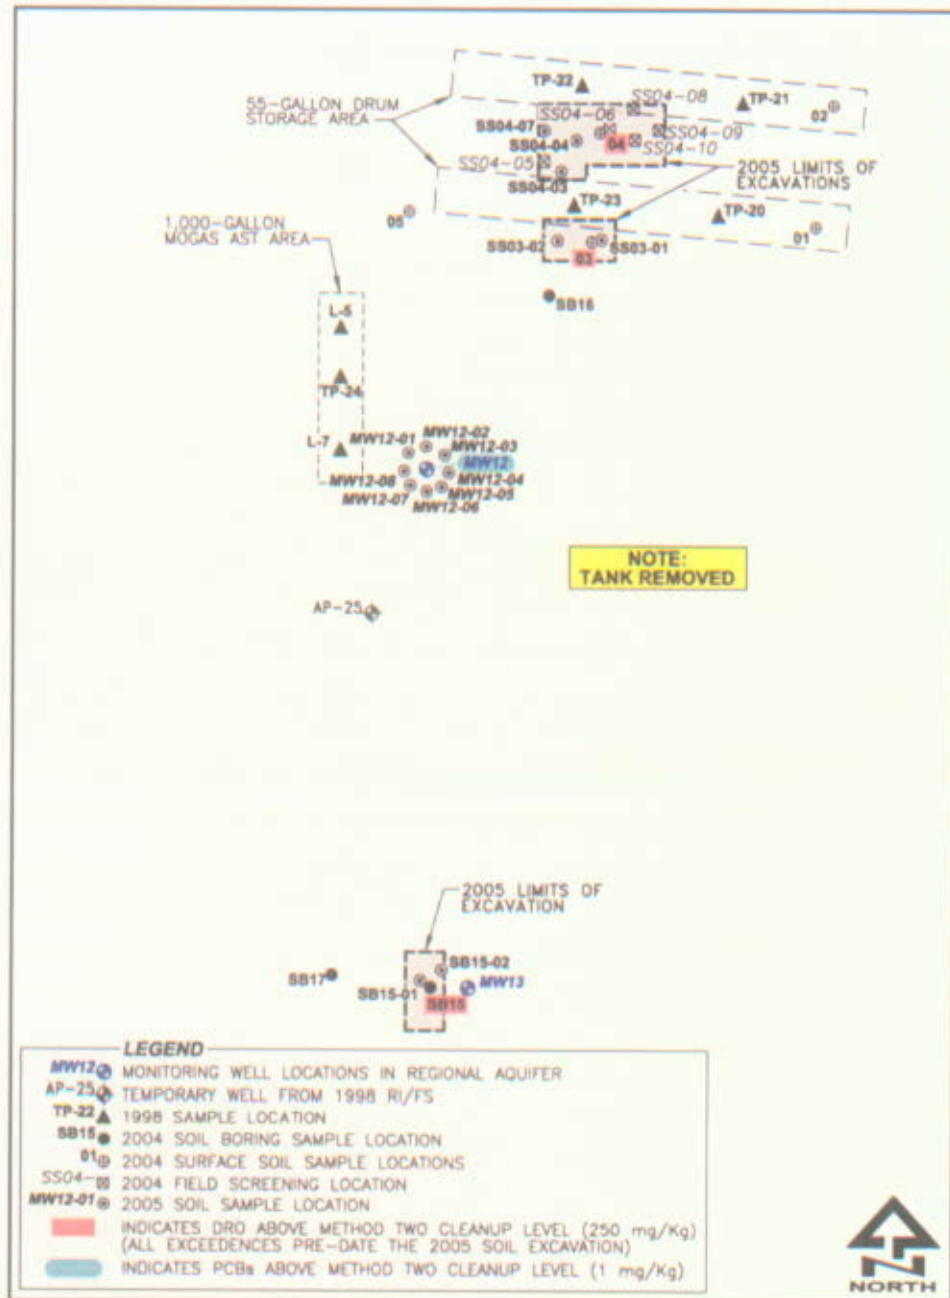 TP-22
SS04-08
TP-21
02
55-GALLON DRUM
STORAGE AREA
SS04-06
SS04-07
04
SS04-09
SS04-04
SS04-10
SS04-05
2005 LIMITS OF
EXCAVATIONS
SS04-03
TP-23
TP-20
05
01
1,000-GALLON
MOGAS AST AREA
SS03-02
SS03-01
03
SB16
L-5
TP-24
L-7
MW12-01
MW12-02
MW12-03
MW12
MW12-08
MW12-04
MW12-07
MW12-05
MW12-06
NOTE:
TANK REMOVED
AP-25
2005 LIMITS OF
EXCAVATION
SB15-02
SB17
SB15-01
MW13
SB15
LEGEND
MW12 MONITORING WELL LOCATIONS IN REGIONAL AQUIFER
AP-25 TEMPORARY WELL FROM 1998 RI/FS
TP-22 1998 SAMPLE LOCATION
SB15 2004 SOIL BORING SAMPLE LOCATION
01 2004 SURFACE SOIL SAMPLE LOCATIONS
SS04- 2004 FIELD SCREENING LOCATION
MW12-01 2005 SOIL SAMPLE LOCATION
INDICATES DRO ABOVE METHOD TWO CLEANUP LEVEL (250 mg/Kg)
(ALL EXCEEDENCES PRE-DATE THE 2005 SOIL EXCAVATION)
INDICATES PCBs ABOVE METHOD TWO CLEANUP LEVEL (1 mg/Kg)
NORTH